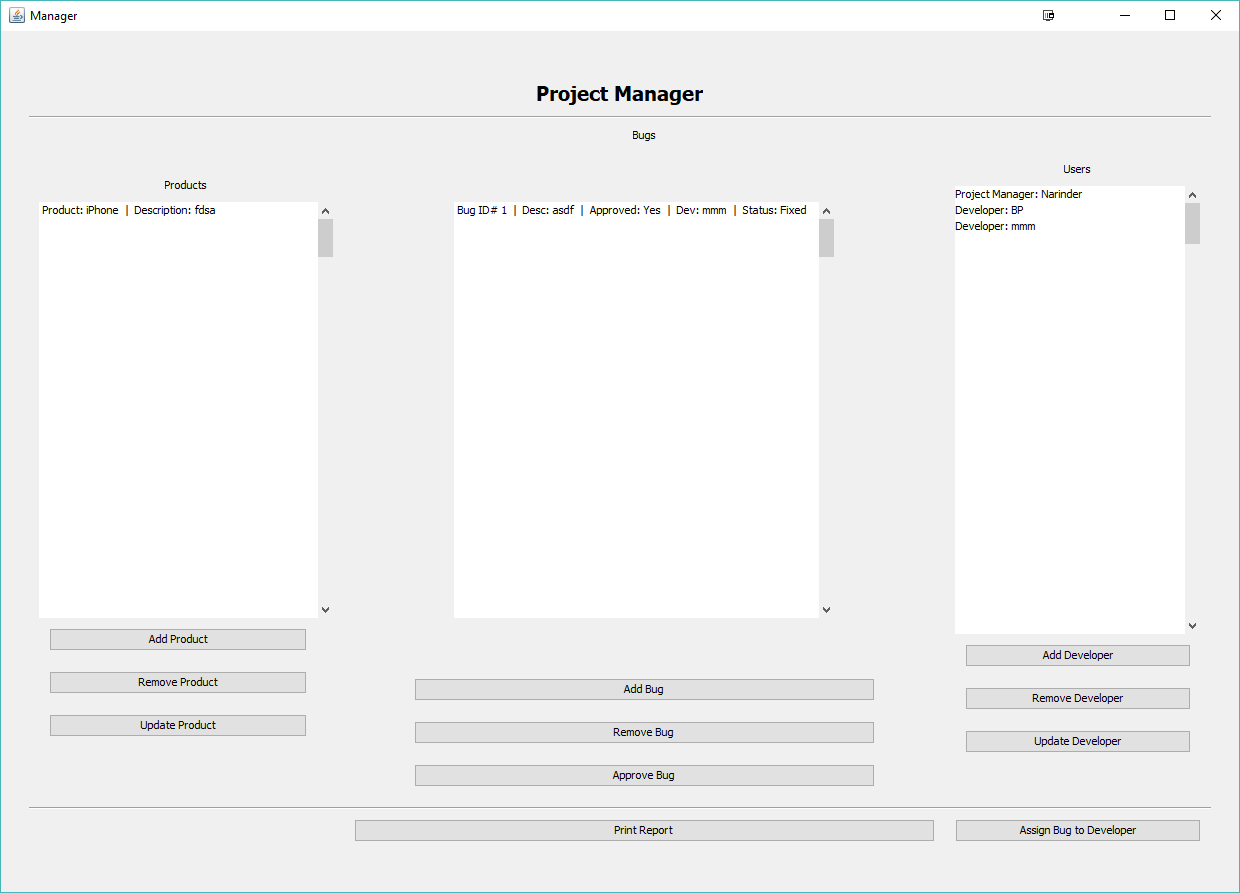 Manager
Project Manager
Bugs
Products
Product: iPhone | Description: fdsa
Add Product
Remove Product
Update Product
Bug ID# 1 | Desc: asdf | Approved: Yes | Dev: mmm | Status: Fixed
Add Bug
Remove Bug
Approve Bug
Users
Project Manager: Narinder
Developer: BP
Developer: mmm
Add Developer
Remove Developer
Update Developer
Print Report
Assign Bug to Developer